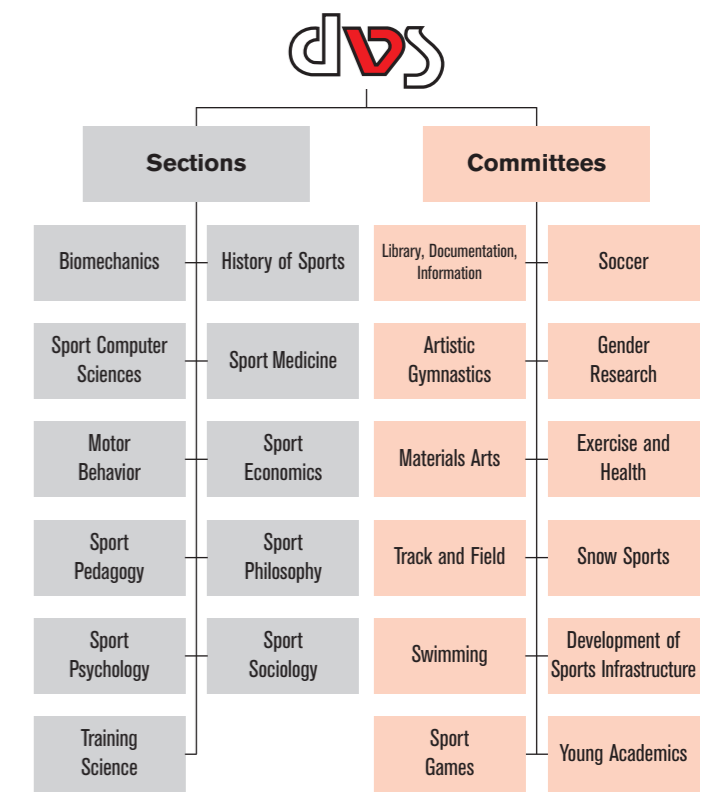 dvs
Sections
Committees
Biomechanics
History of Sports
Library, Documentation,
Information
Soccer
Sport Computer
Sciences
Sport Medicine
Artistic
Gymnastics
Gender
Research
Motor
Behavior
Sport
Economics
Materials Arts
Exercise and
Health
Sport
Pedagogy
Sport
Philosophy
Track and Field
Snow Sports
Sport
Psychology
Sport
Sociology
Swimming
Development of
Sports Infrastructure
Training
Science
Sport
Games
Young Academics